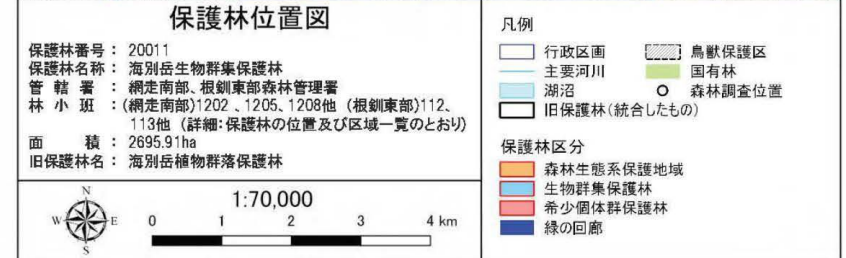 保護林位置図
保護林番号： 20011
保護林名称： 海別岳生物群集保護林
管轄署： 網走南部、根釧東部森林管理署
林小班：(網走南部)1202、1205、1208他 (根釧東部)112、
113他 (詳細：保護林の位置及び区域一覧のとおり)
面積： 2695.91ha
旧保護林名： 海別岳植物群落保護林
N
W E
S
1:70,000
0 1 2 3 4 km
凡例
行政区画 鳥獣保護区
主要河川 国有林
湖沼 森林調査位置
旧保護林(統合したもの)
保護林区分
森林生態系保護地域
生物群集保護林
希少個体群保護林
緑の回廊